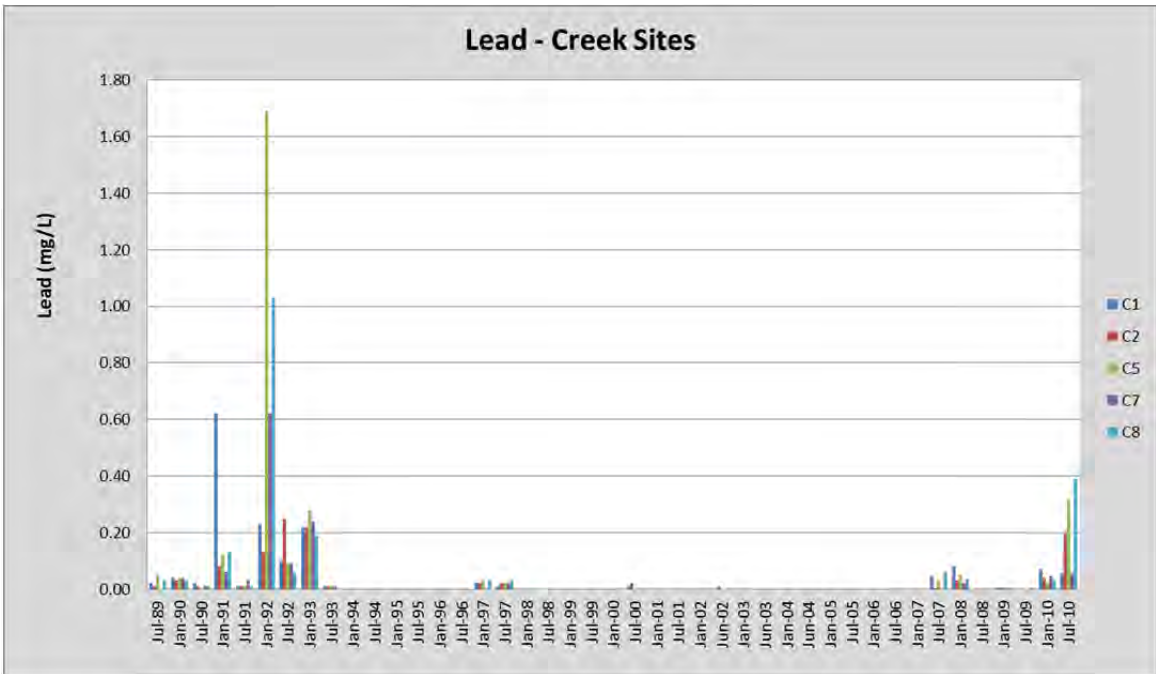 Lead - Creek Sites
Lead (mg/L)
1.80
1.60
1.40
1.20
1.00
0.80
0.60
0.40
0.20
0.00
Jul-89
Jan-90
Jul-90
Jan-91
Jul-91
Jan-92
Jul-92
Jan-93
Jul-93
Jan-94
Jul-94
Jan-95
Jul-95
Jan-96
Jul-96
Jan-97
Jul-97
Jan-98
Jul-98
Jan-99
Jul-99
Jan-00
Jul-00
Jan-01
Jul-01
Jan-02
Jun-02
Jan-03
Jun-03
Jan-04
Jun-04
Jan-05
Jun-05
Jan-06
Jun-06
Jan-07
Jul-07
Jan-08
Jul-08
Jan-09
Jul-09
Jan-10
Jul-10
C1
C2
C5
C7
C8